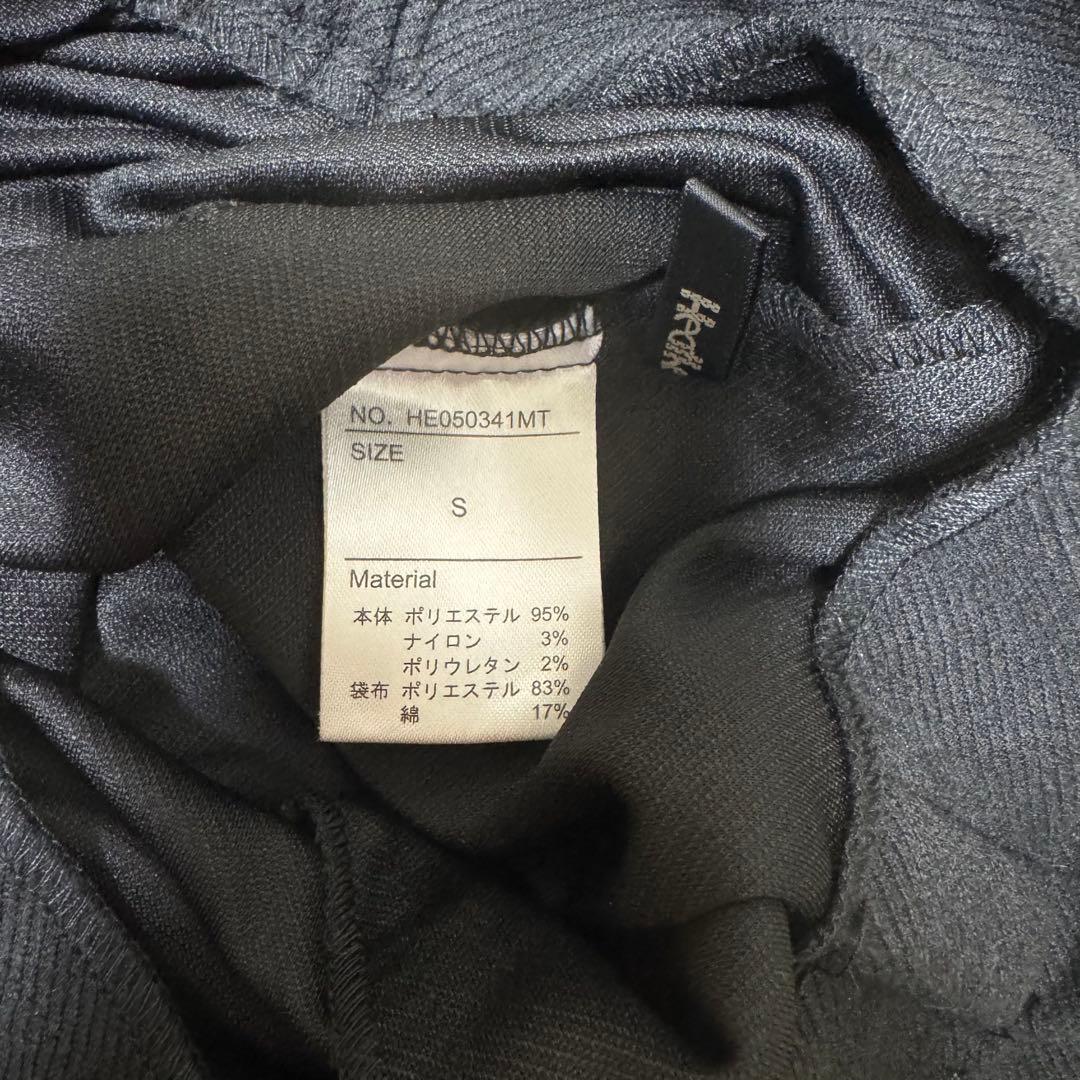 NO. HE050341MT
SIZE
S
Material
本体 ポリエステル 95%
ナイロン 3%
ポリウレタン 2%
袋布 ポリエステル 83%
綿 17%